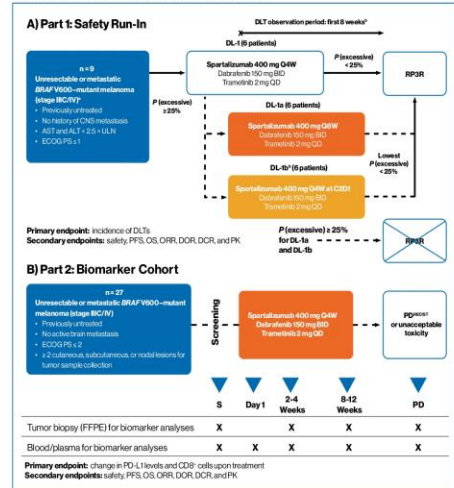 A) Part 1: Safety Run-In
DLT observation period: first 8 weeksᵇ
DL-1 (6 patients)
n = 9
Unresectable or metastatic
BRAF V600–mutant melanoma
(stage IIIC/IV)ᵃ
• Previously untreated
• No history of CNS metastasis
• AST and ALT < 2.5 × ULN
• ECOG PS ≤ 1
Spartalizumab 400 mg Q4W
Dabrafenib 150 mg BID
Trametinib 2 mg QD
P (excessive)
< 25%
RP3R
P (excessive)
≥ 25%
DL-1a (6 patients)
Spartalizumab 400 mg Q8W
Dabrafenib 150 mg BID
Trametinib 2 mg QD
DL-1bᵇ (6 patients)
Spartalizumab 400 mg Q4W at C2D1
Dabrafenib 150 mg BID
Trametinib 2 mg QD
Lowest
P (excessive)
< 25%
Primary endpoint: incidence of DLTs
Secondary endpoints: safety, PFS, OS, ORR, DOR, DCR, and PK
P (excessive) ≥ 25%
for DL-1a
and DL-1b
RP3R
B) Part 2: Biomarker Cohort
n = 27
Unresectable or metastatic BRAF V600–mutant
melanoma (stage IIIC/IV)
• Previously untreated
• No active brain metastasis
• ECOG PS ≤ 2
• ≥ 2 cutaneous, subcutaneous, or nodal lesions for
tumor sample collection
Screening
Spartalizumab 400 mg Q4W
Dabrafenib 150 mg BID
Trametinib 2 mg QD
PD RECIST
or unacceptable
toxicity
S Day 1 2-4 Weeks 8-12 Weeks PD
Tumor biopsy (FFPE) for biomarker analyses X X X X
Blood/plasma for biomarker analyses X X X X X
Primary endpoint: change in PD-L1 levels and CD8⁺ cells upon treatment
Secondary endpoints: safety, PFS, OS, ORR, DOR, DCR, and PK